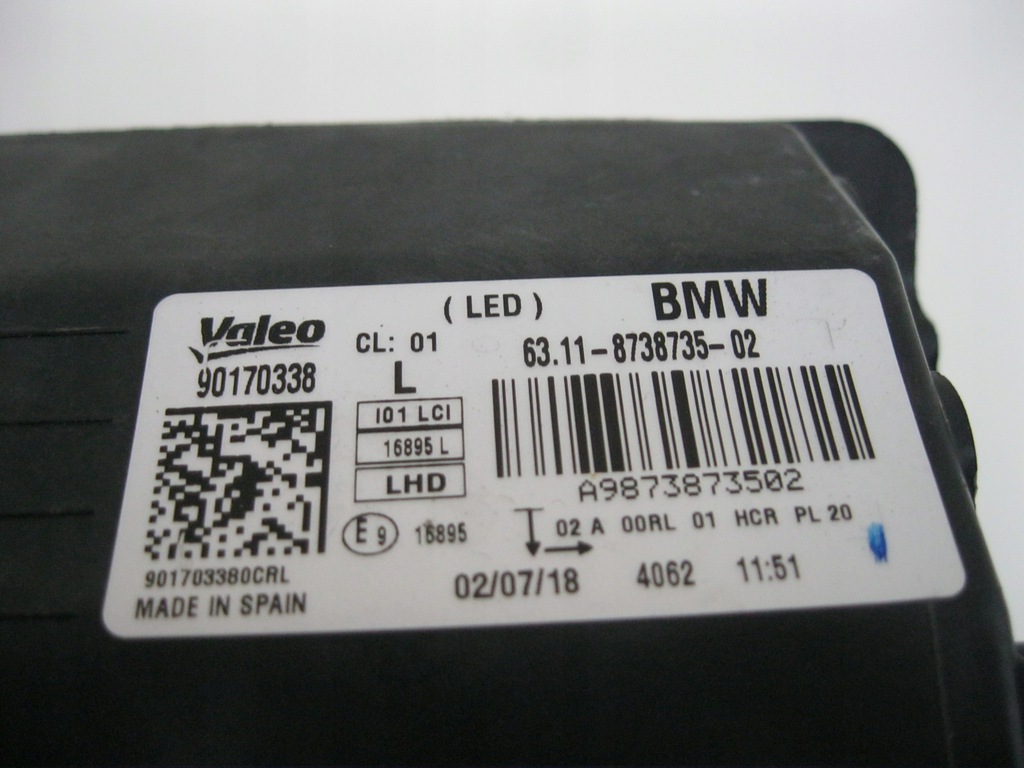 Valeo
90170338
901703380CRL
MADE IN SPAIN
( LED )
CL: 01
L
I01 LCI
16895 L
LHD
E 9 16895
BMW
63.11-8738735-02
A9873873502
02 A 00RL 01 HCR PL 20
02/07/18 4062 11:51